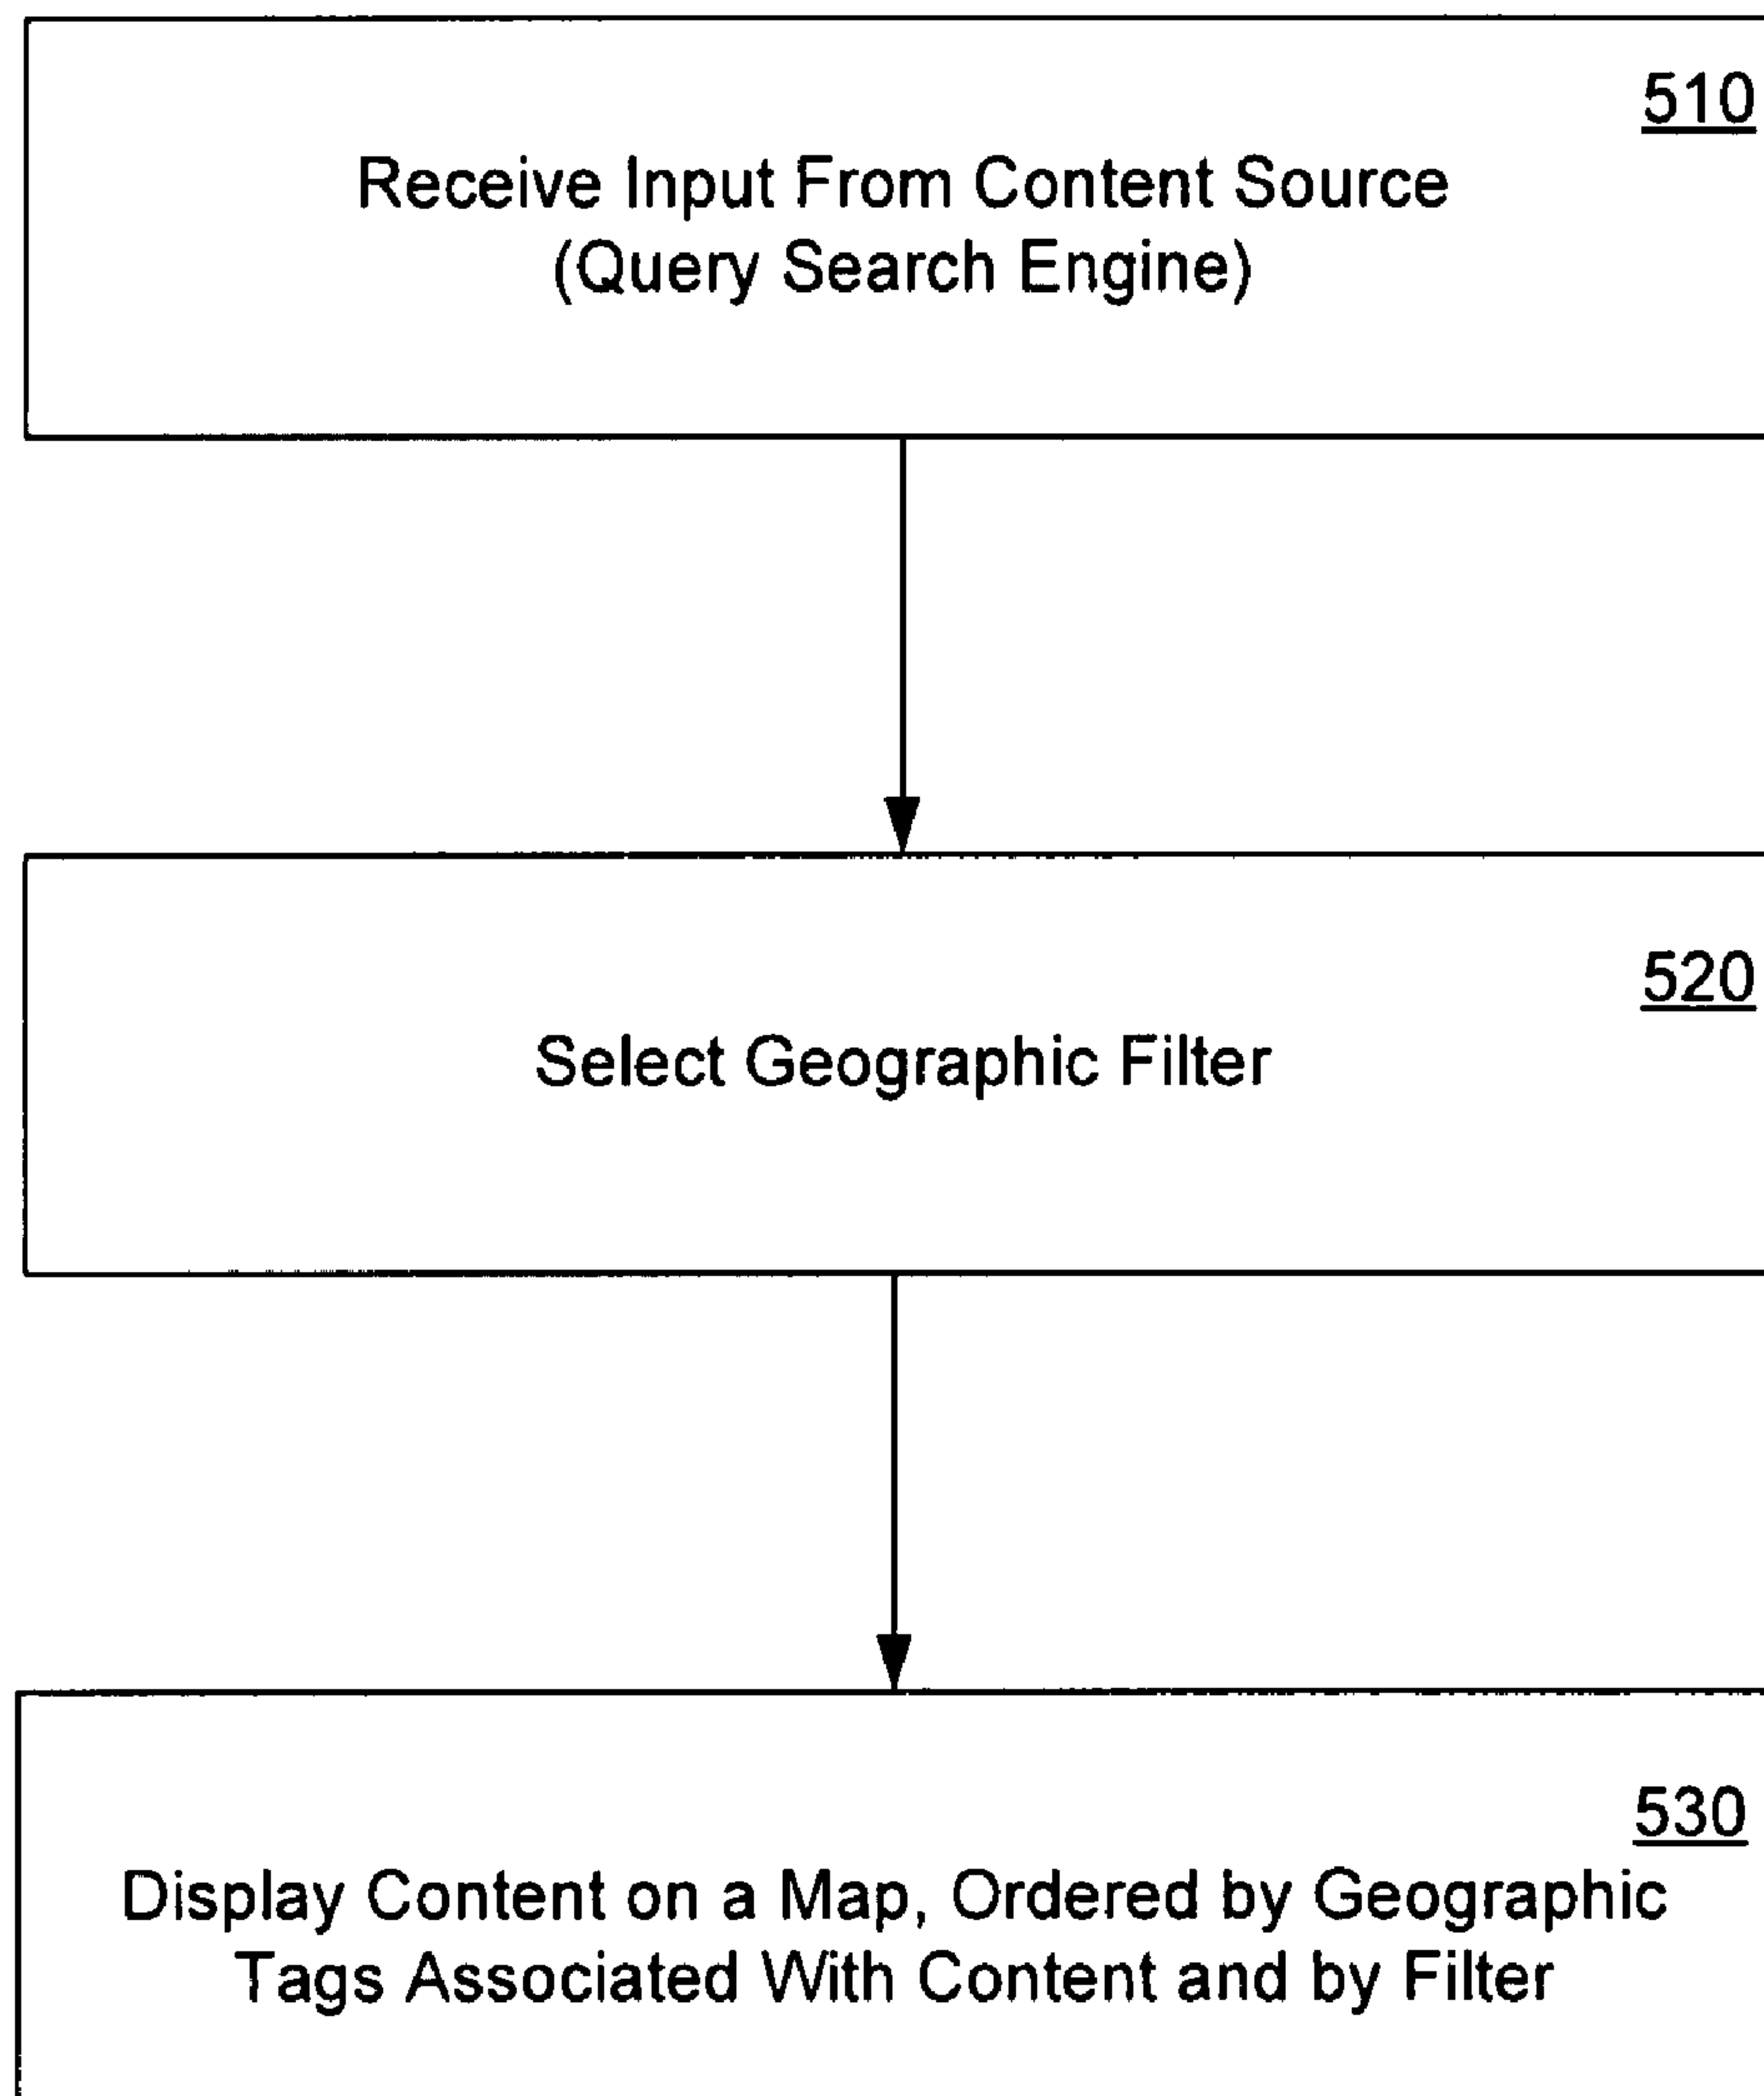 510
Receive Input From Content Source
(Query Search Engine)
520
Select Geographic Filter
530
Display Content on a Map, Ordered by Geographic
Tags Associated With Content and by Filter